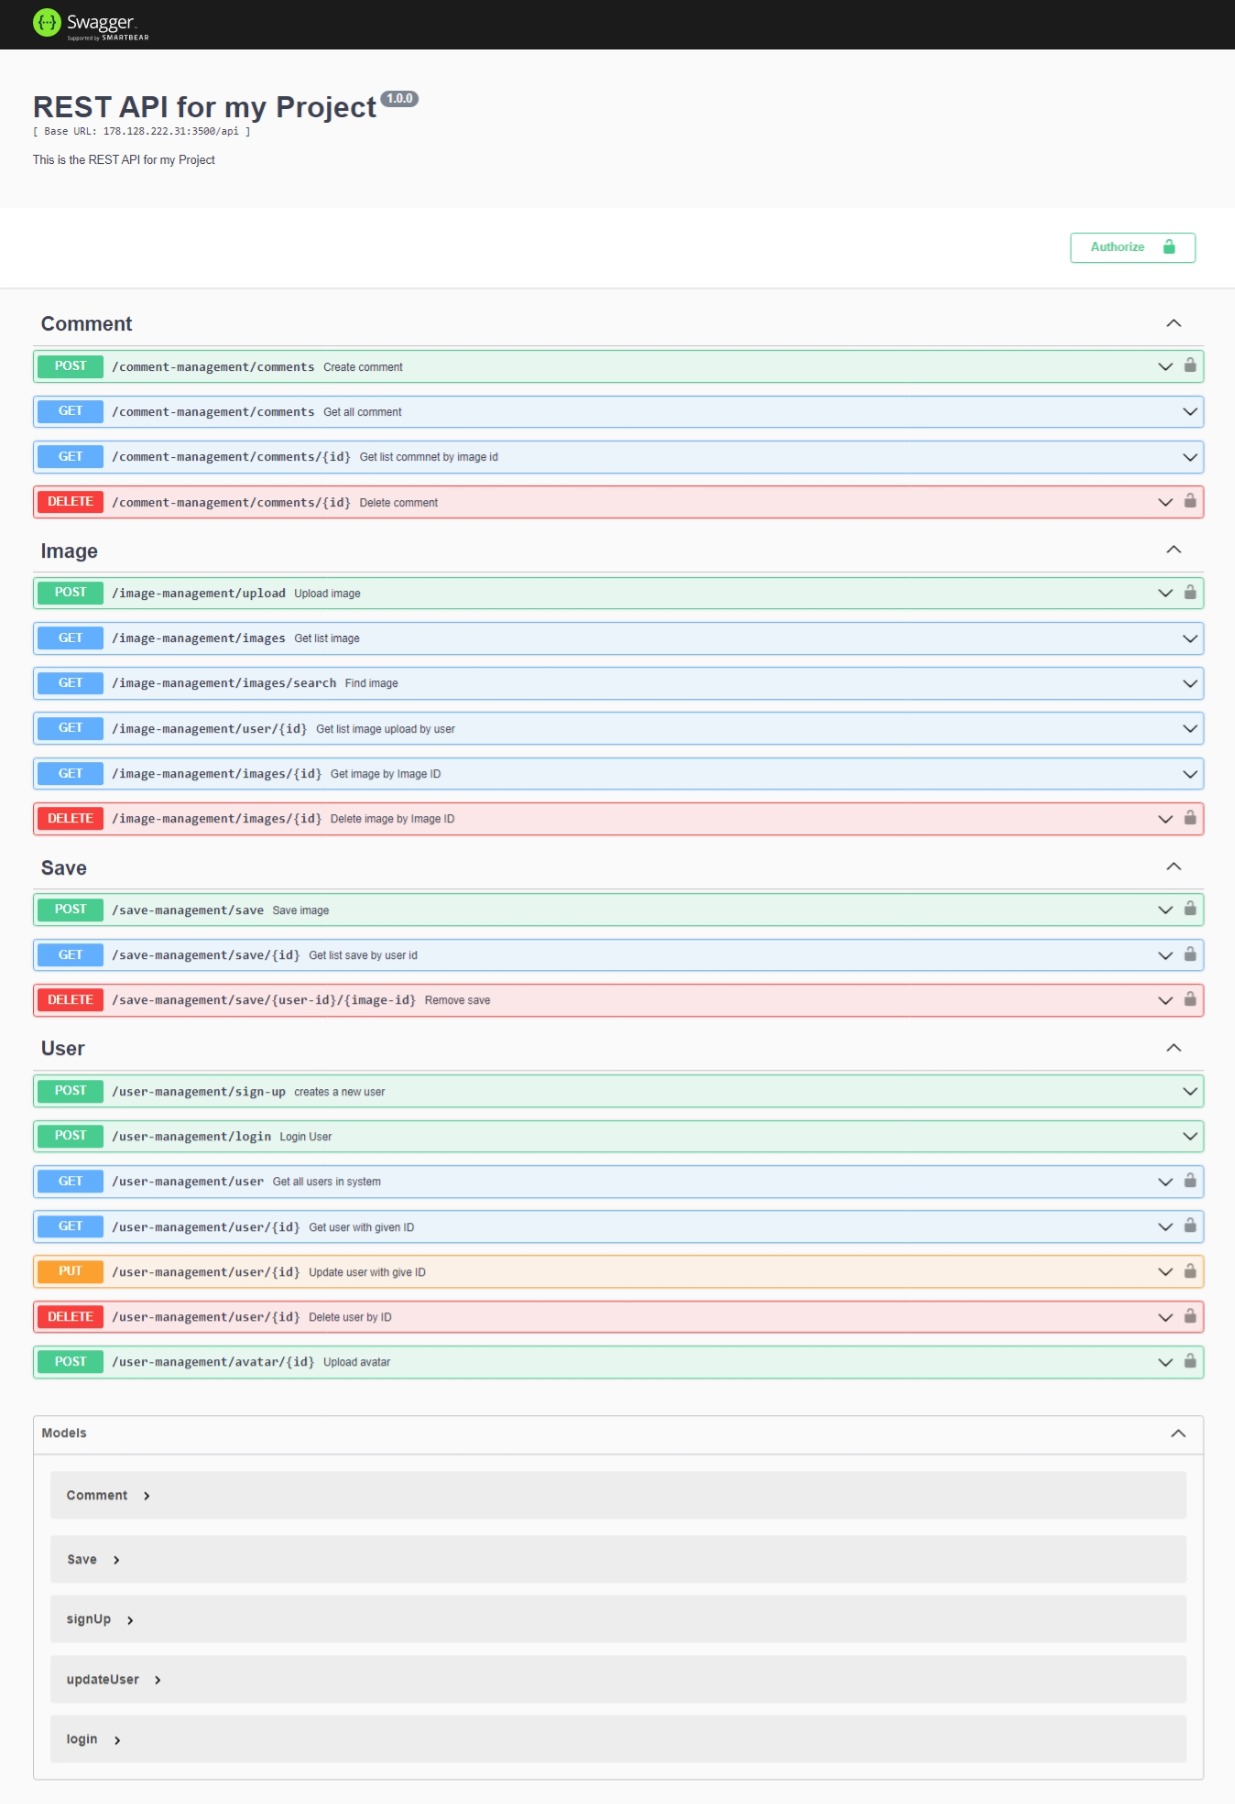 Swagger.
Supported by SMARTBEAR
REST API for my Project 1.0.0
[ Base URL: 178.128.222.31:3500/api ]
This is the REST API for my Project
Authorize
Comment
POST /comment-management/comments Create comment
GET /comment-management/comments Get all comment
GET /comment-management/comments/{id} Get list commnet by image id
DELETE /comment-management/comments/{id} Delete comment
Image
POST /image-management/upload Upload image
GET /image-management/images Get list image
GET /image-management/images/search Find image
GET /image-management/user/{id} Get list image upload by user
GET /image-management/images/{id} Get image by Image ID
DELETE /image-management/images/{id} Delete image by Image ID
Save
POST /save-management/save Save image
GET /save-management/save/{id} Get list save by user id
DELETE /save-management/save/{user-id}/{image-id} Remove save
User
POST /user-management/sign-up creates a new user
POST /user-management/login Login User
GET /user-management/user Get all users in system
GET /user-management/user/{id} Get user with given ID
PUT /user-management/user/{id} Update user with give ID
DELETE /user-management/user/{id} Delete user by ID
POST /user-management/avatar/{id} Upload avatar
Models
Comment
Save
signUp
updateUser
login